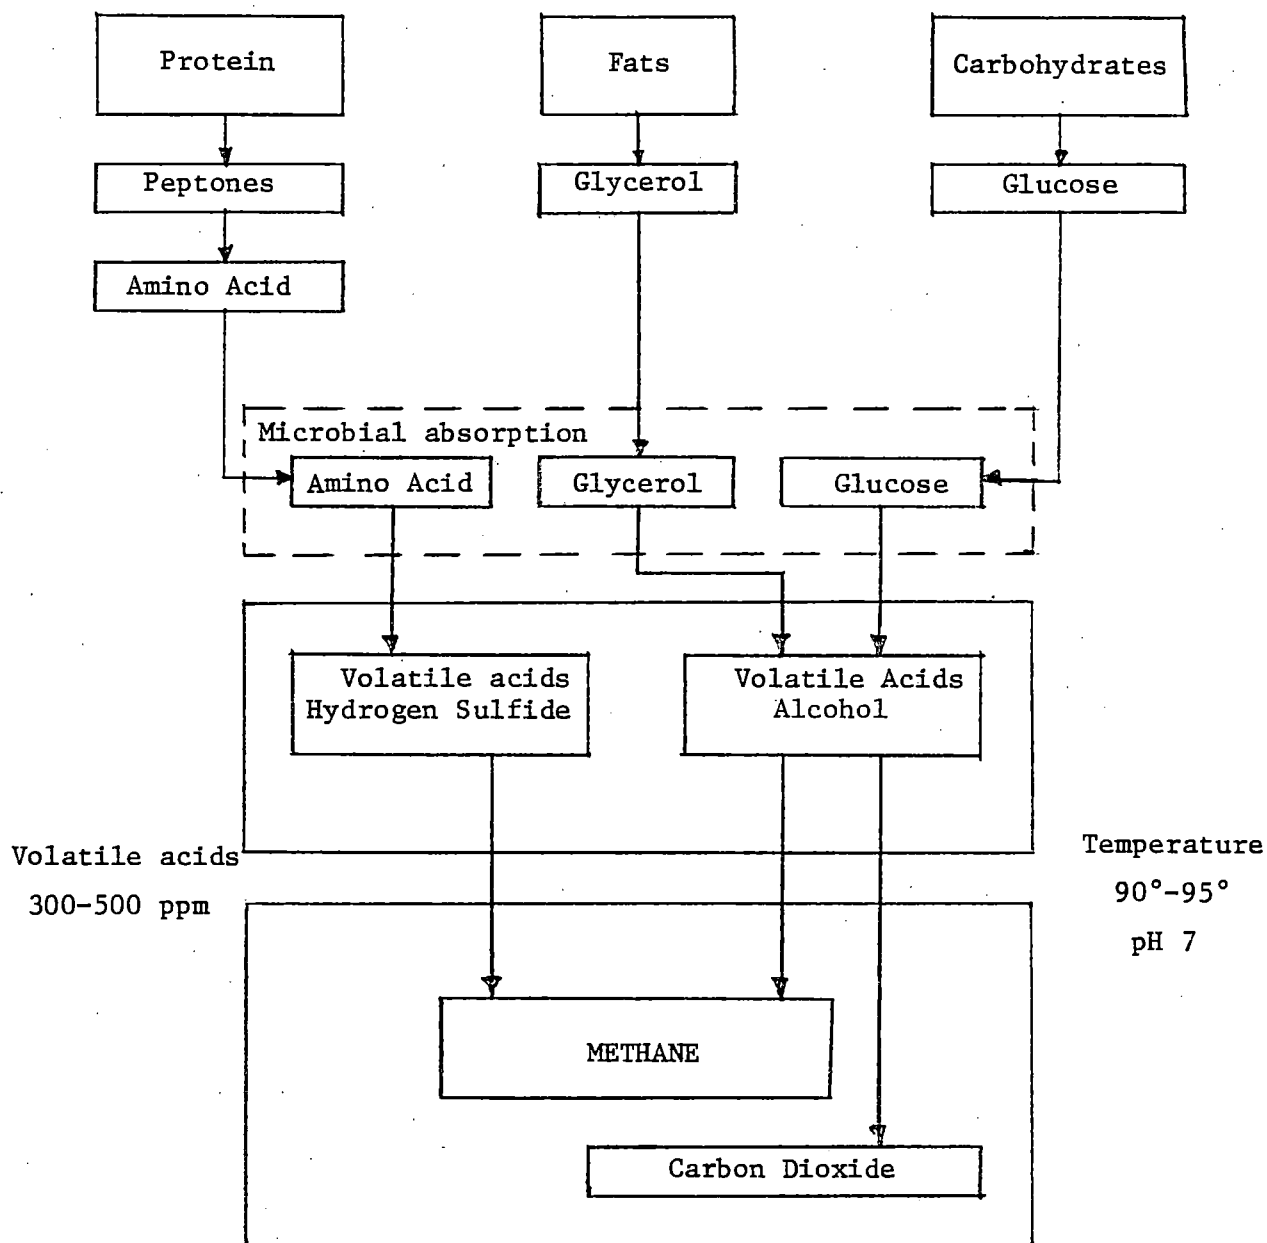 Protein
Fats
Carbohydrates
Peptones
Glycerol
Glucose
Amino Acid
Microbial absorption
Amino Acid
Glycerol
Glucose
Volatile acids
Hydrogen Sulfide
Volatile Acids
Alcohol
Volatile acids
300-500 ppm
Temperature
90°-95°
pH 7
METHANE
Carbon Dioxide